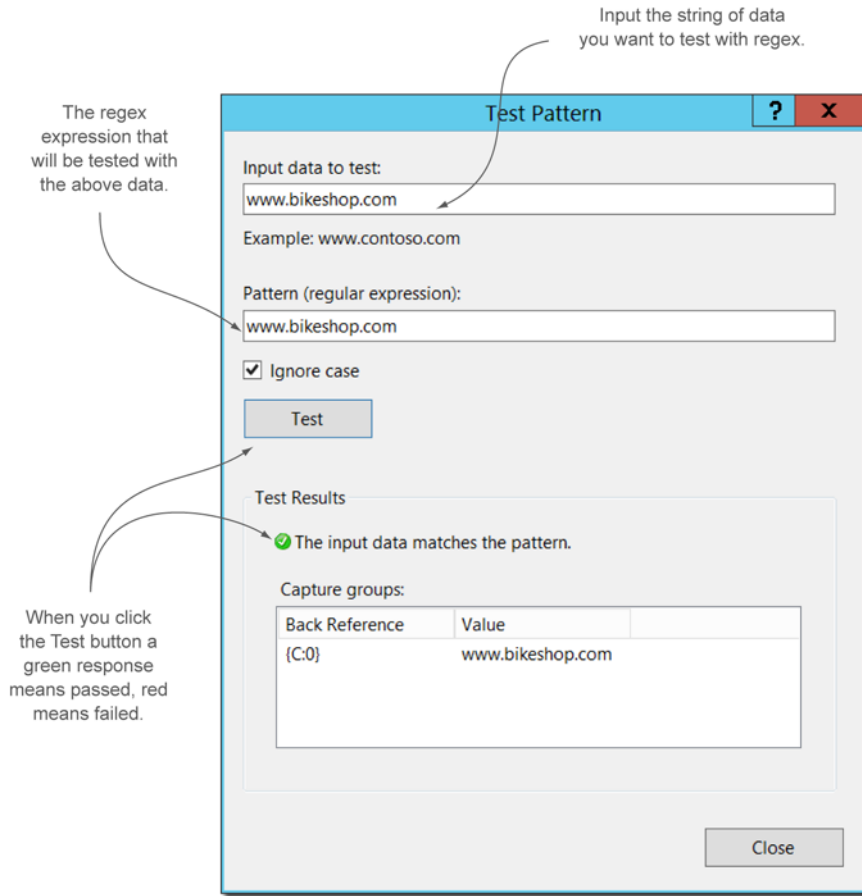 Input the string of data
you want to test with regex.
The regex
expression that
will be tested with
the above data.
Test Pattern
?
X
Input data to test:
www.bikeshop.com
Example: www.contoso.com
Pattern (regular expression):
www.bikeshop.com
Ignore case
Test
Test Results
The input data matches the pattern.
Capture groups:
Back Reference Value
{C:0} www.bikeshop.com
When you click
the Test button a
green response
means passed, red
means failed.
Close